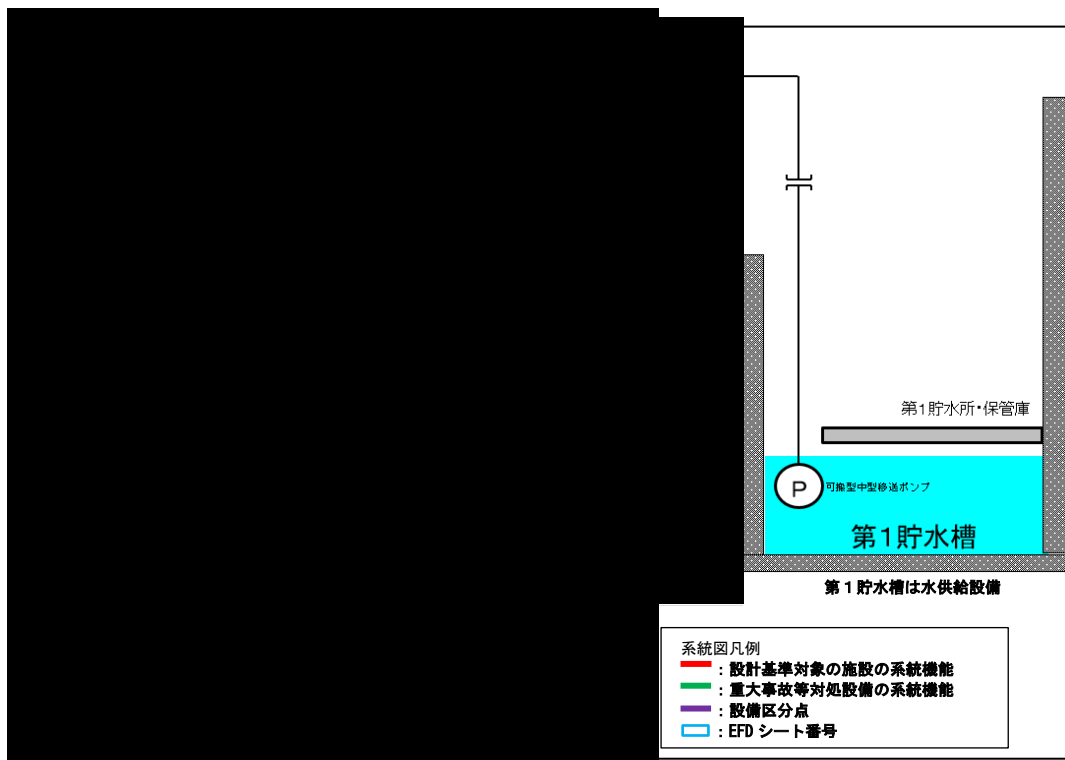 第1貯水所・保管庫
P
可搬型中型移送ポンプ
第1貯水槽
第1貯水槽は水供給設備
系統図凡例
：設計基準対象の施設の系統機能
：重大事故等対処設備の系統機能
：設備区分点
：EFDシート番号